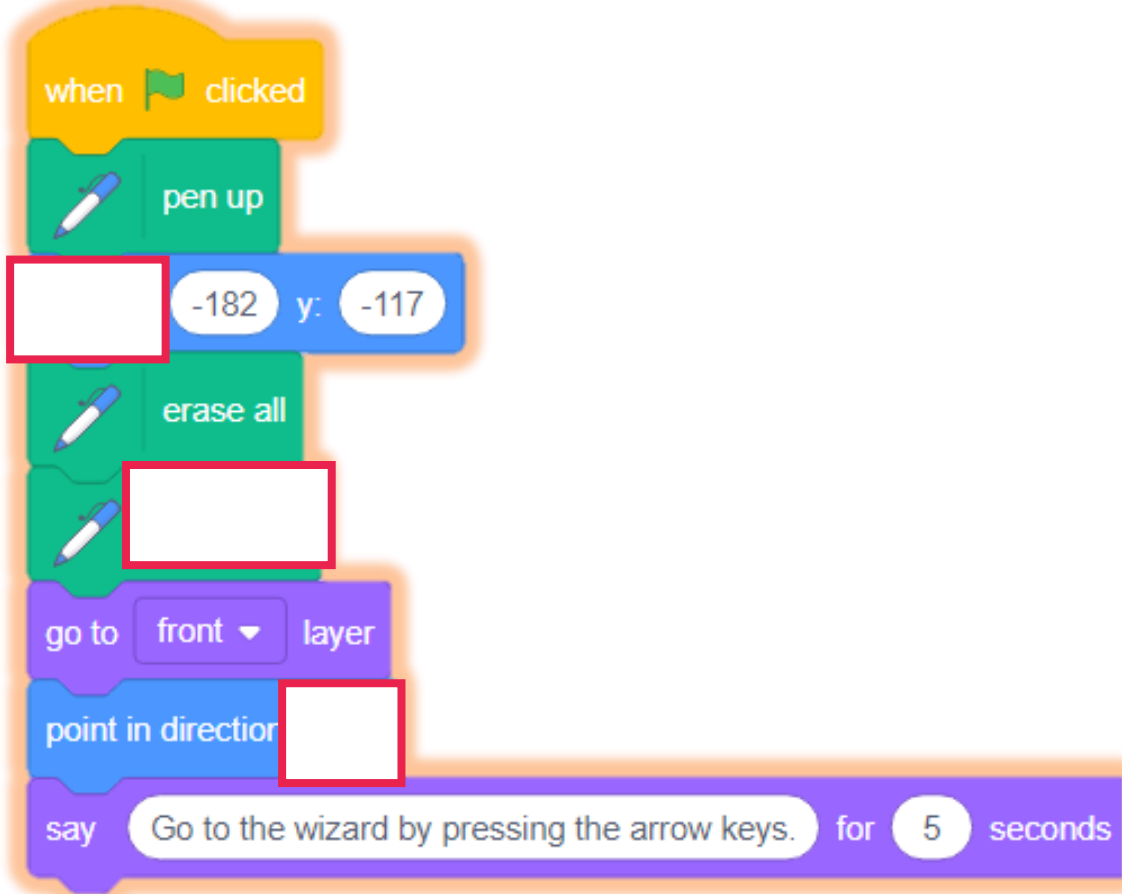 when clicked
pen up
-182 y: -117
erase all
go to front layer
point in direction
say Go to the wizard by pressing the arrow keys. for 5 seconds